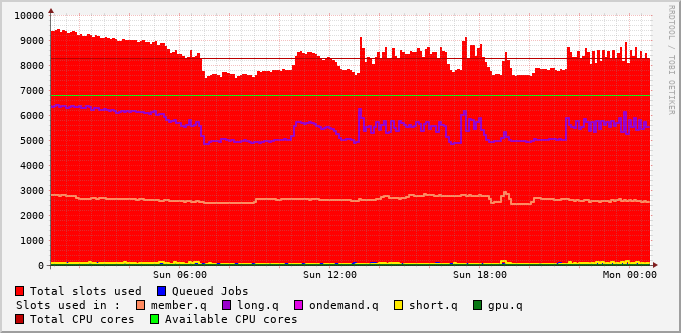 10000
9000
8000
7000
6000
5000
4000
3000
2000
1000
0
Sun 06:00 Sun 12:00 Sun 18:00 Mon 00:00
RRDTOOL / TOBI OETIKER
Total slots used Queued Jobs
Slots used in : member.q long.q ondemand.q short.q gpu.q
Total CPU cores Available CPU cores